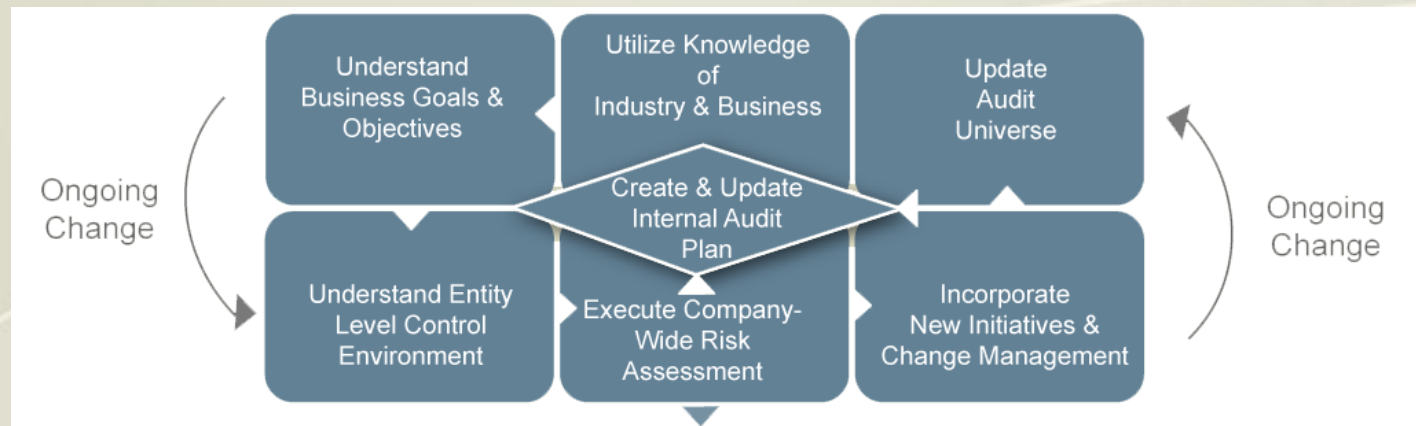 Understand
Business Goals &
Objectives
Utilize Knowledge
of
Industry & Business
Update
Audit
Universe
Ongoing
Change
Create & Update
Internal Audit
Plan
Ongoing
Change
Understand Entity
Level Control
Environment
Execute Company-
Wide Risk
Assessment
Incorporate
New Initiatives &
Change Management